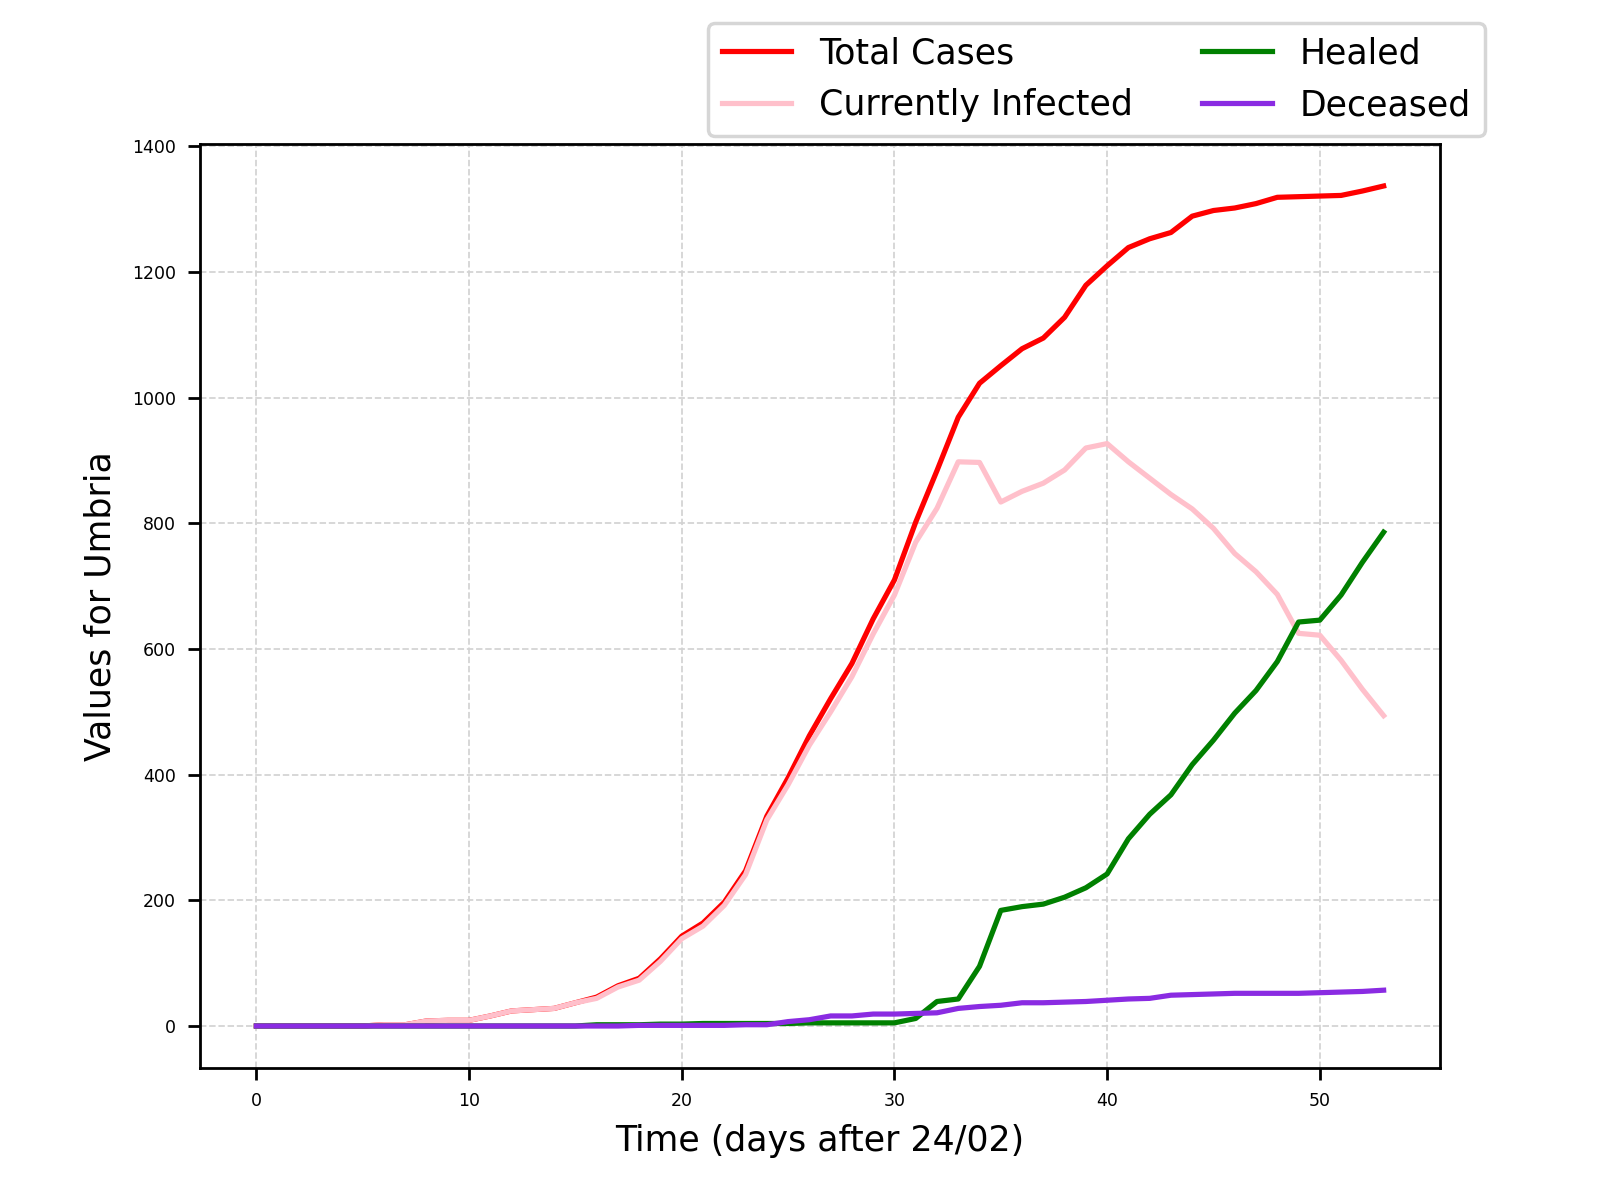 Total Cases
Currently Infected
Healed
Deceased
Values for Umbria
1400
1200
1000
800
600
400
200
0
0 10 20 30 40 50
Time (days after 24/02)